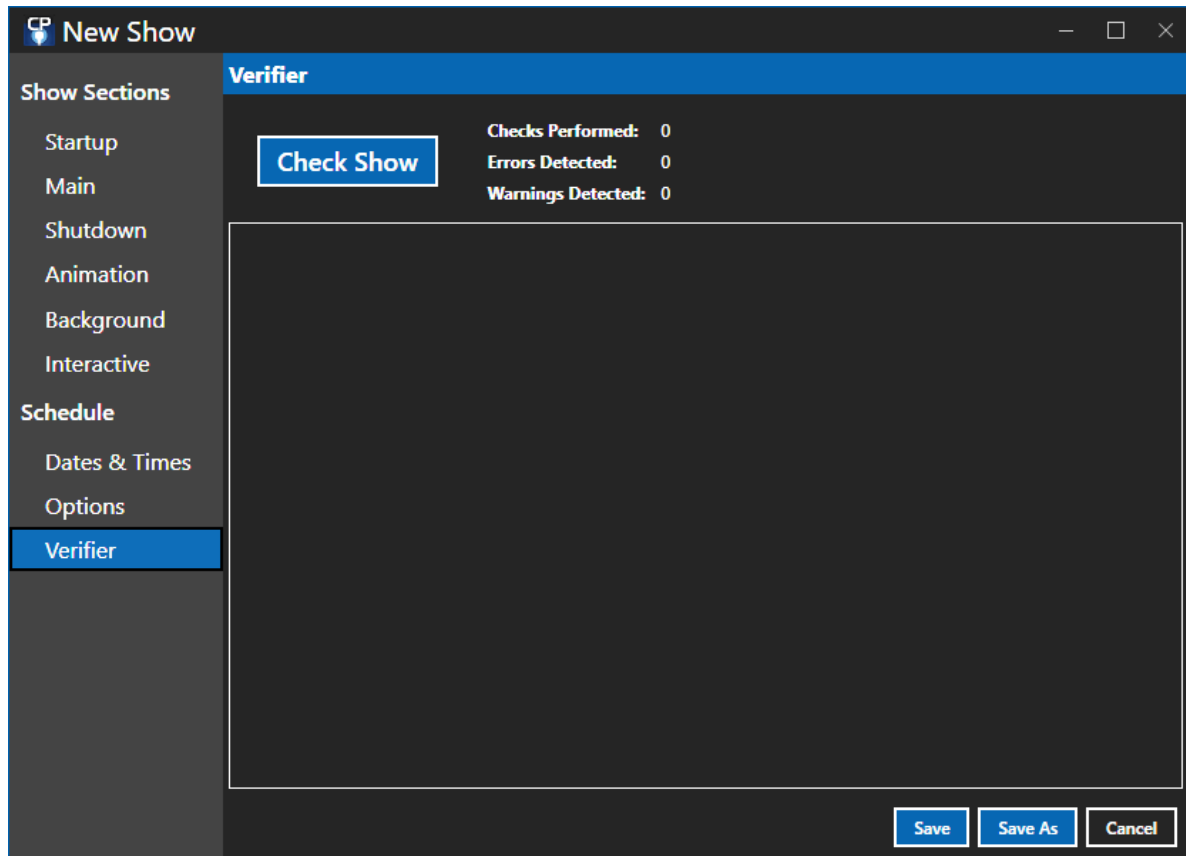 CP New Show
Show Sections
Startup
Main
Shutdown
Animation
Background
Interactive
Schedule
Dates & Times
Options
Verifier
Verifier
Check Show
Checks Performed: 0
Errors Detected: 0
Warnings Detected: 0
Save Save As Cancel